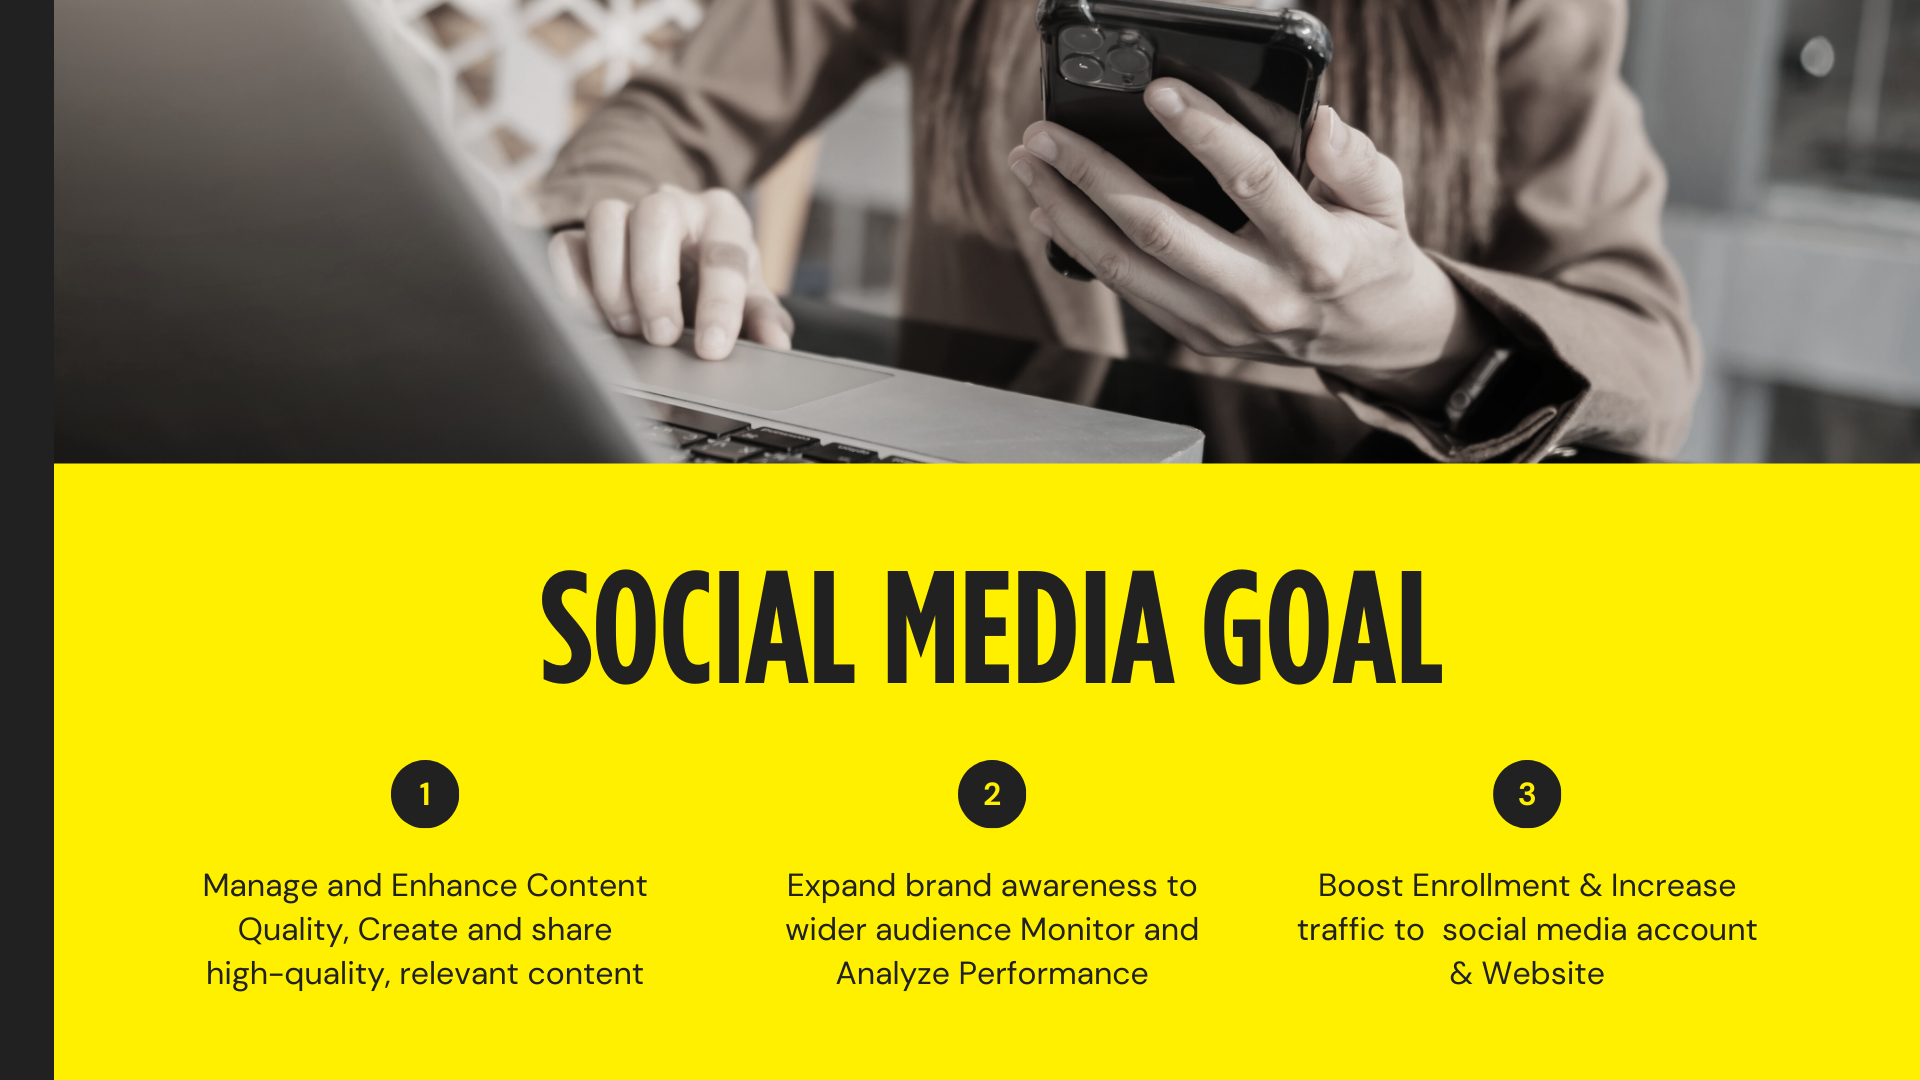 SOCIAL MEDIA GOAL
1
Manage and Enhance Content
Quality, Create and share
high-quality, relevant content
2
Expand brand awareness to
wider audience Monitor and
Analyze Performance
3
Boost Enrollment & Increase
traffic to  social media account
& Website